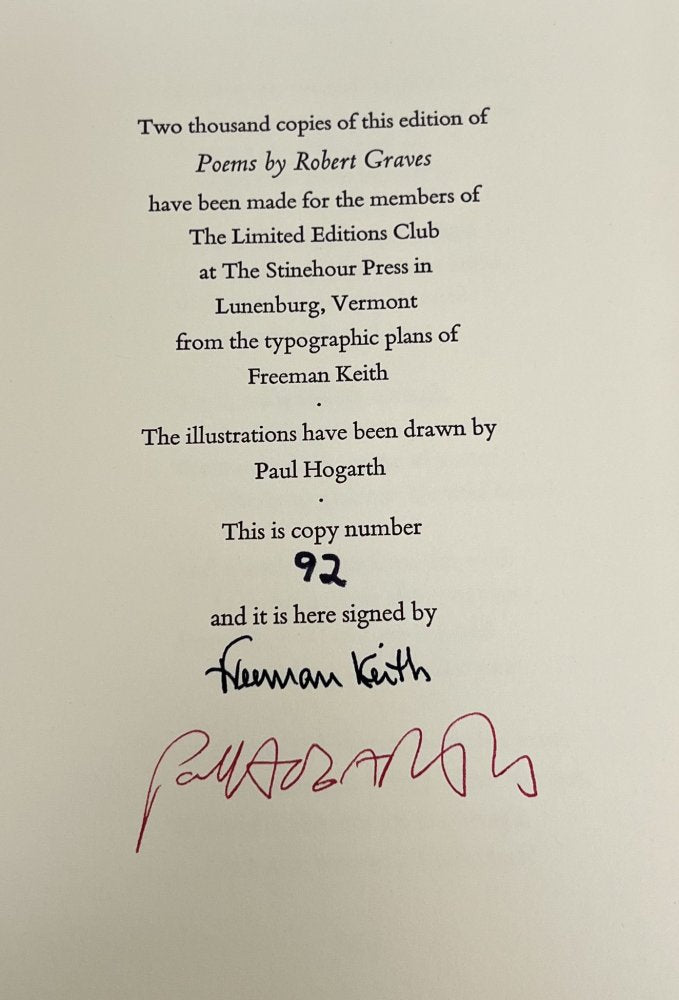 Two thousand copies of this edition of
Poems by Robert Graves
have been made for the members of
The Limited Editions Club
at The Stinehour Press in
Lunenburg, Vermont
from the typographic plans of
Freeman Keith
·
The illustrations have been drawn by
Paul Hogarth
·
This is copy number
92
and it is here signed by
Freeman Keith
Paul HOGARTH